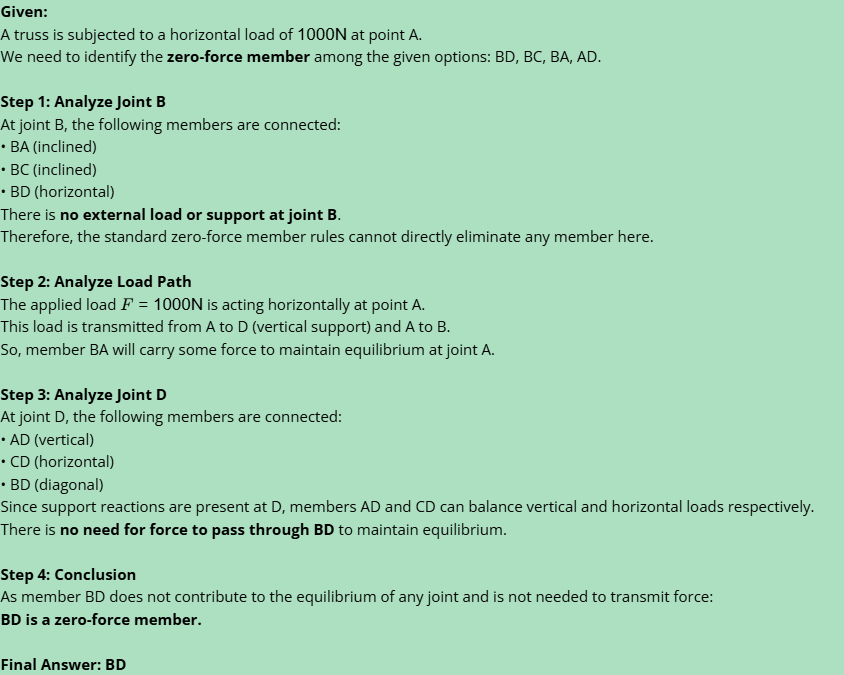 Given:
A truss is subjected to a horizontal load of 1000N at point A.
We need to identify the zero-force member among the given options: BD, BC, BA, AD.
Step 1: Analyze Joint B
At joint B, the following members are connected:
• BA (inclined)
• BC (inclined)
• BD (horizontal)
There is no external load or support at joint B.
Therefore, the standard zero-force member rules cannot directly eliminate any member here.
Step 2: Analyze Load Path
The applied load F = 1000N is acting horizontally at point A.
This load is transmitted from A to D (vertical support) and A to B.
So, member BA will carry some force to maintain equilibrium at joint A.
Step 3: Analyze Joint D
At joint D, the following members are connected:
• AD (vertical)
• CD (horizontal)
• BD (diagonal)
Since support reactions are present at D, members AD and CD can balance vertical and horizontal loads respectively.
There is no need for force to pass through BD to maintain equilibrium.
Step 4: Conclusion
As member BD does not contribute to the equilibrium of any joint and is not needed to transmit force:
BD is a zero-force member.
Final Answer: BD